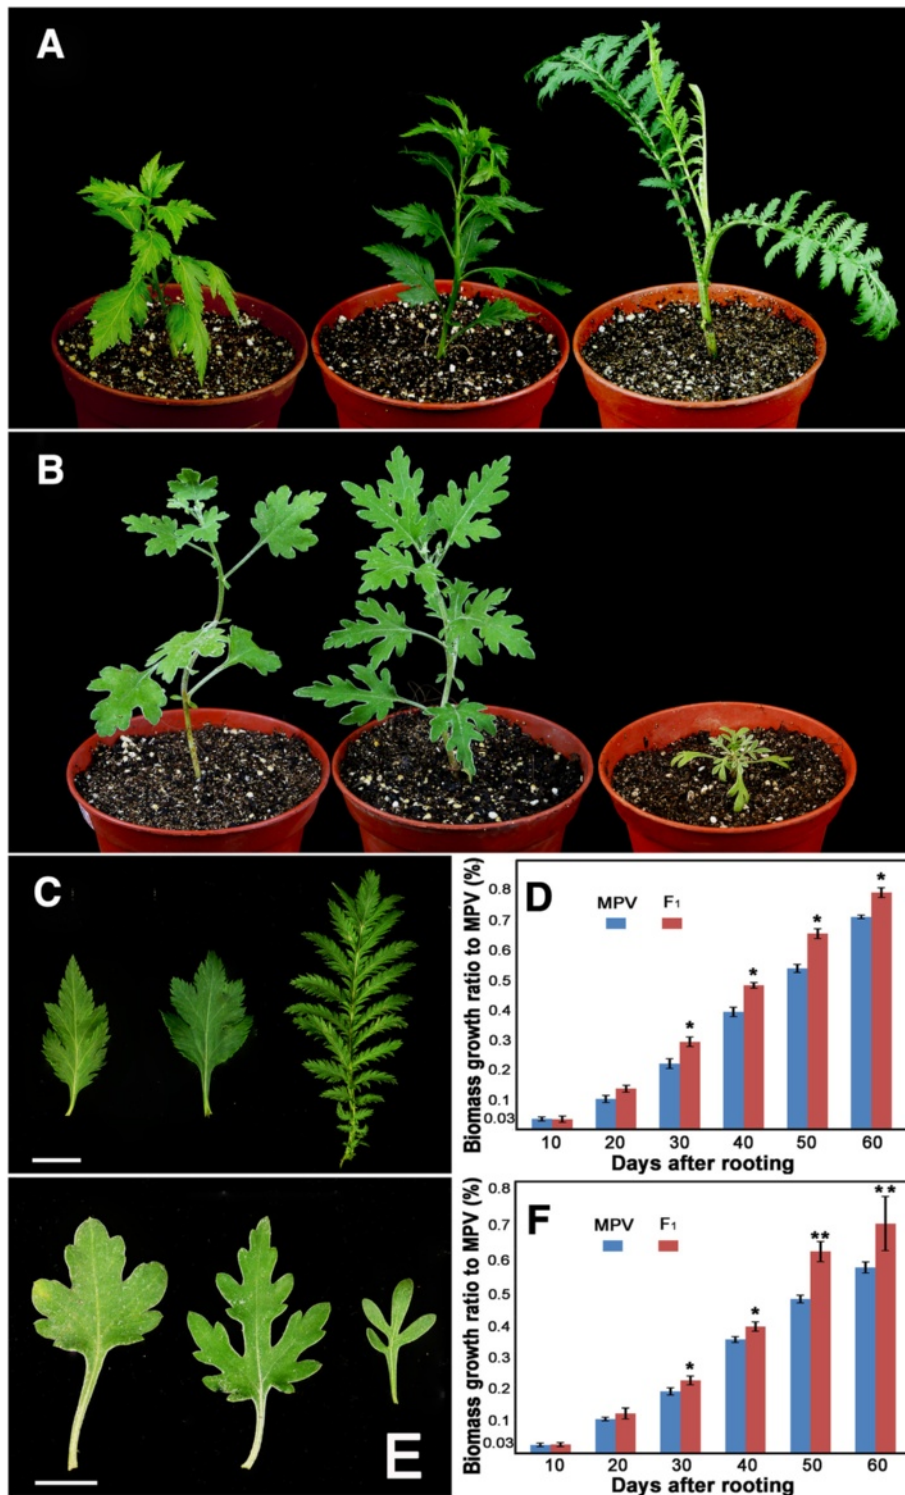 A
B
C
D
Biomass growth ratio to MPV (%)
MPV F₁
0.8
0.7
0.6
0.5
0.4
0.3
0.2
0.1
0.03
*
*
*
*
10 20 30 40 50 60
Days after rooting
E
F
Biomass growth ratio to MPV (%)
MPV F₁
0.8
0.7
0.6
0.5
0.4
0.3
0.2
0.1
0.03
*
*
**
**
10 20 30 40 50 60
Days after rooting